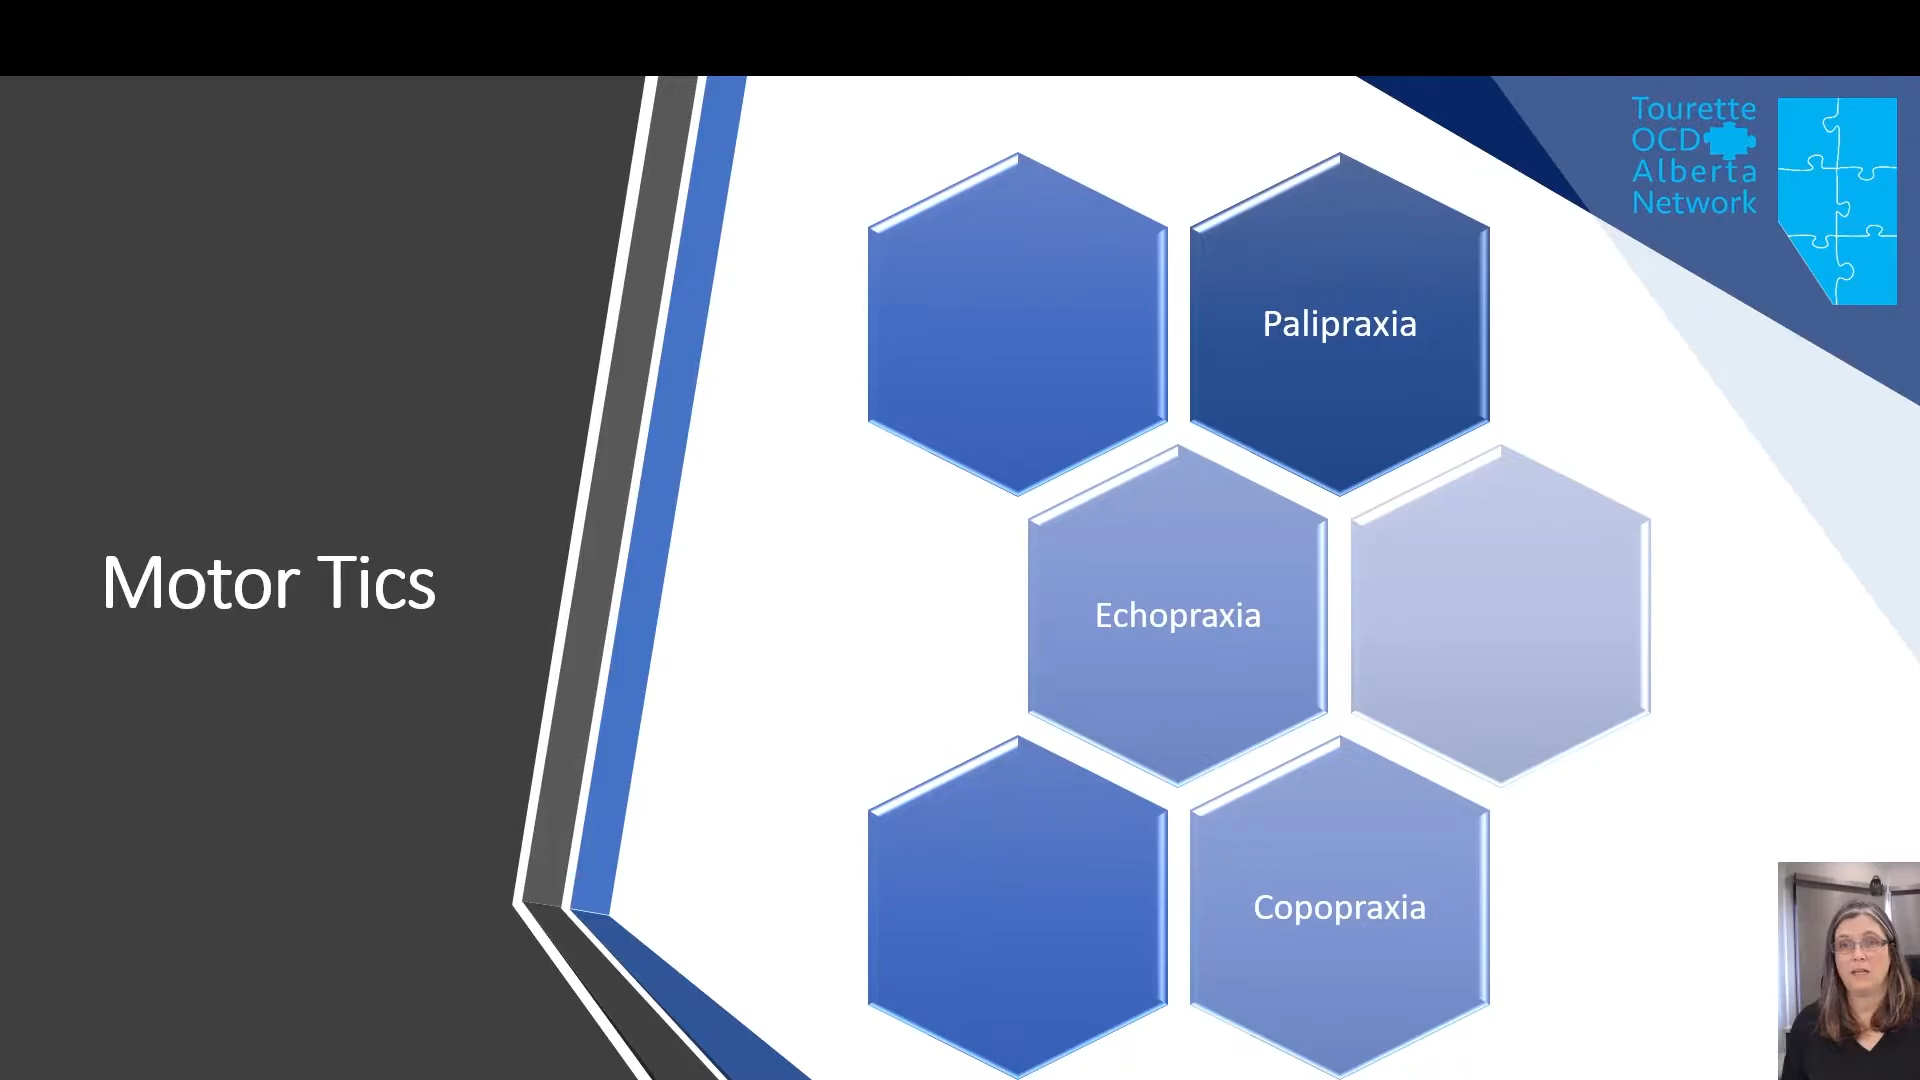 Tourette
OCD
Alberta
Network
Palipraxia
Echopraxia
Motor Tics
Copopraxia